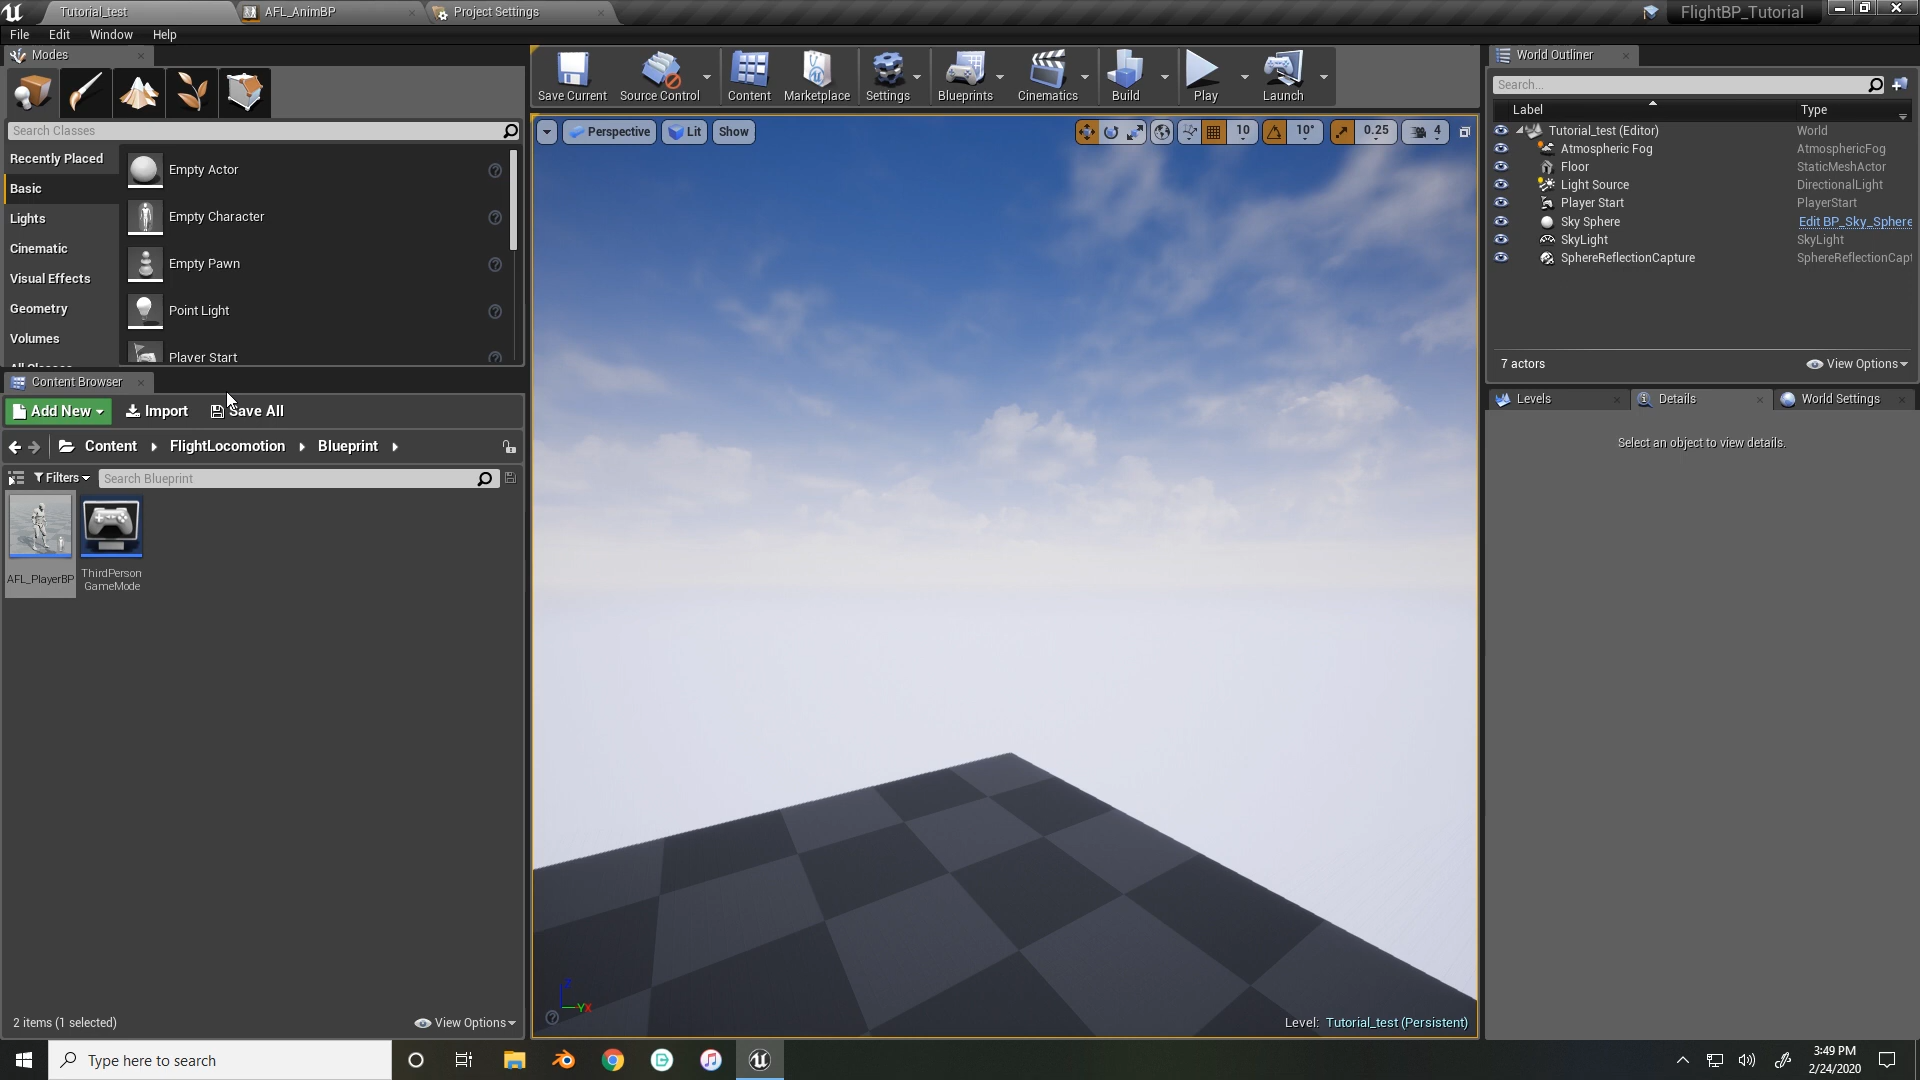 Tutorial_test
AFL_AnimBP
Project Settings
FlightBP_Tutorial
File Edit Window Help
Modes
Search Classes
Recently Placed
Basic
Lights
Cinematic
Visual Effects
Geometry
Volumes
All Classes
Empty Actor
Empty Character
Empty Pawn
Point Light
Player Start
Content Browser
Add New
Import
Save All
Content
FlightLocomotion
Blueprint
Filters
Search Blueprint
AFL_PlayerBP
ThirdPerson
GameMode
2 items (1 selected)
View Options
Save Current
Source Control
Content
Marketplace
Settings
Blueprints
Cinematics
Build
Play
Launch
Perspective
Lit
Show
10
10°
0.25
4
Z
Y X
Level: Tutorial_test (Persistent)
World Outliner
Search...
Label Type
Tutorial_test (Editor) World
Atmospheric Fog AtmosphericFog
Floor StaticMeshActor
Light Source DirectionalLight
Player Start PlayerStart
Sky Sphere Edit BP_Sky_Sphere
SkyLight SkyLight
SphereReflectionCapture SphereReflectionCapt
7 actors
View Options
Levels
Details
World Settings
Select an object to view details.
Type here to search
3:49 PM
2/24/2020